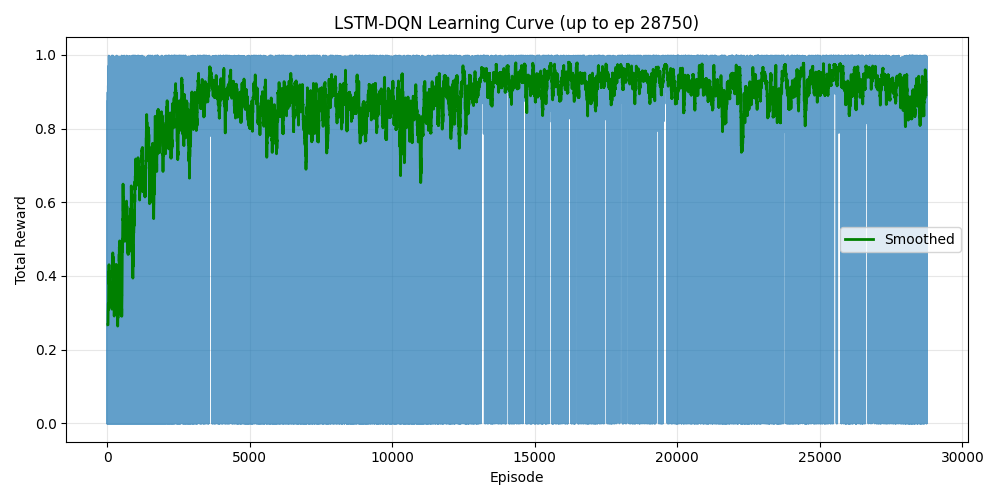 LSTM-DQN Learning Curve (up to ep 28750)
Total Reward
1.0
0.8
0.6
0.4
0.2
0.0
Smoothed
0 5000 10000 15000 20000 25000 30000
Episode